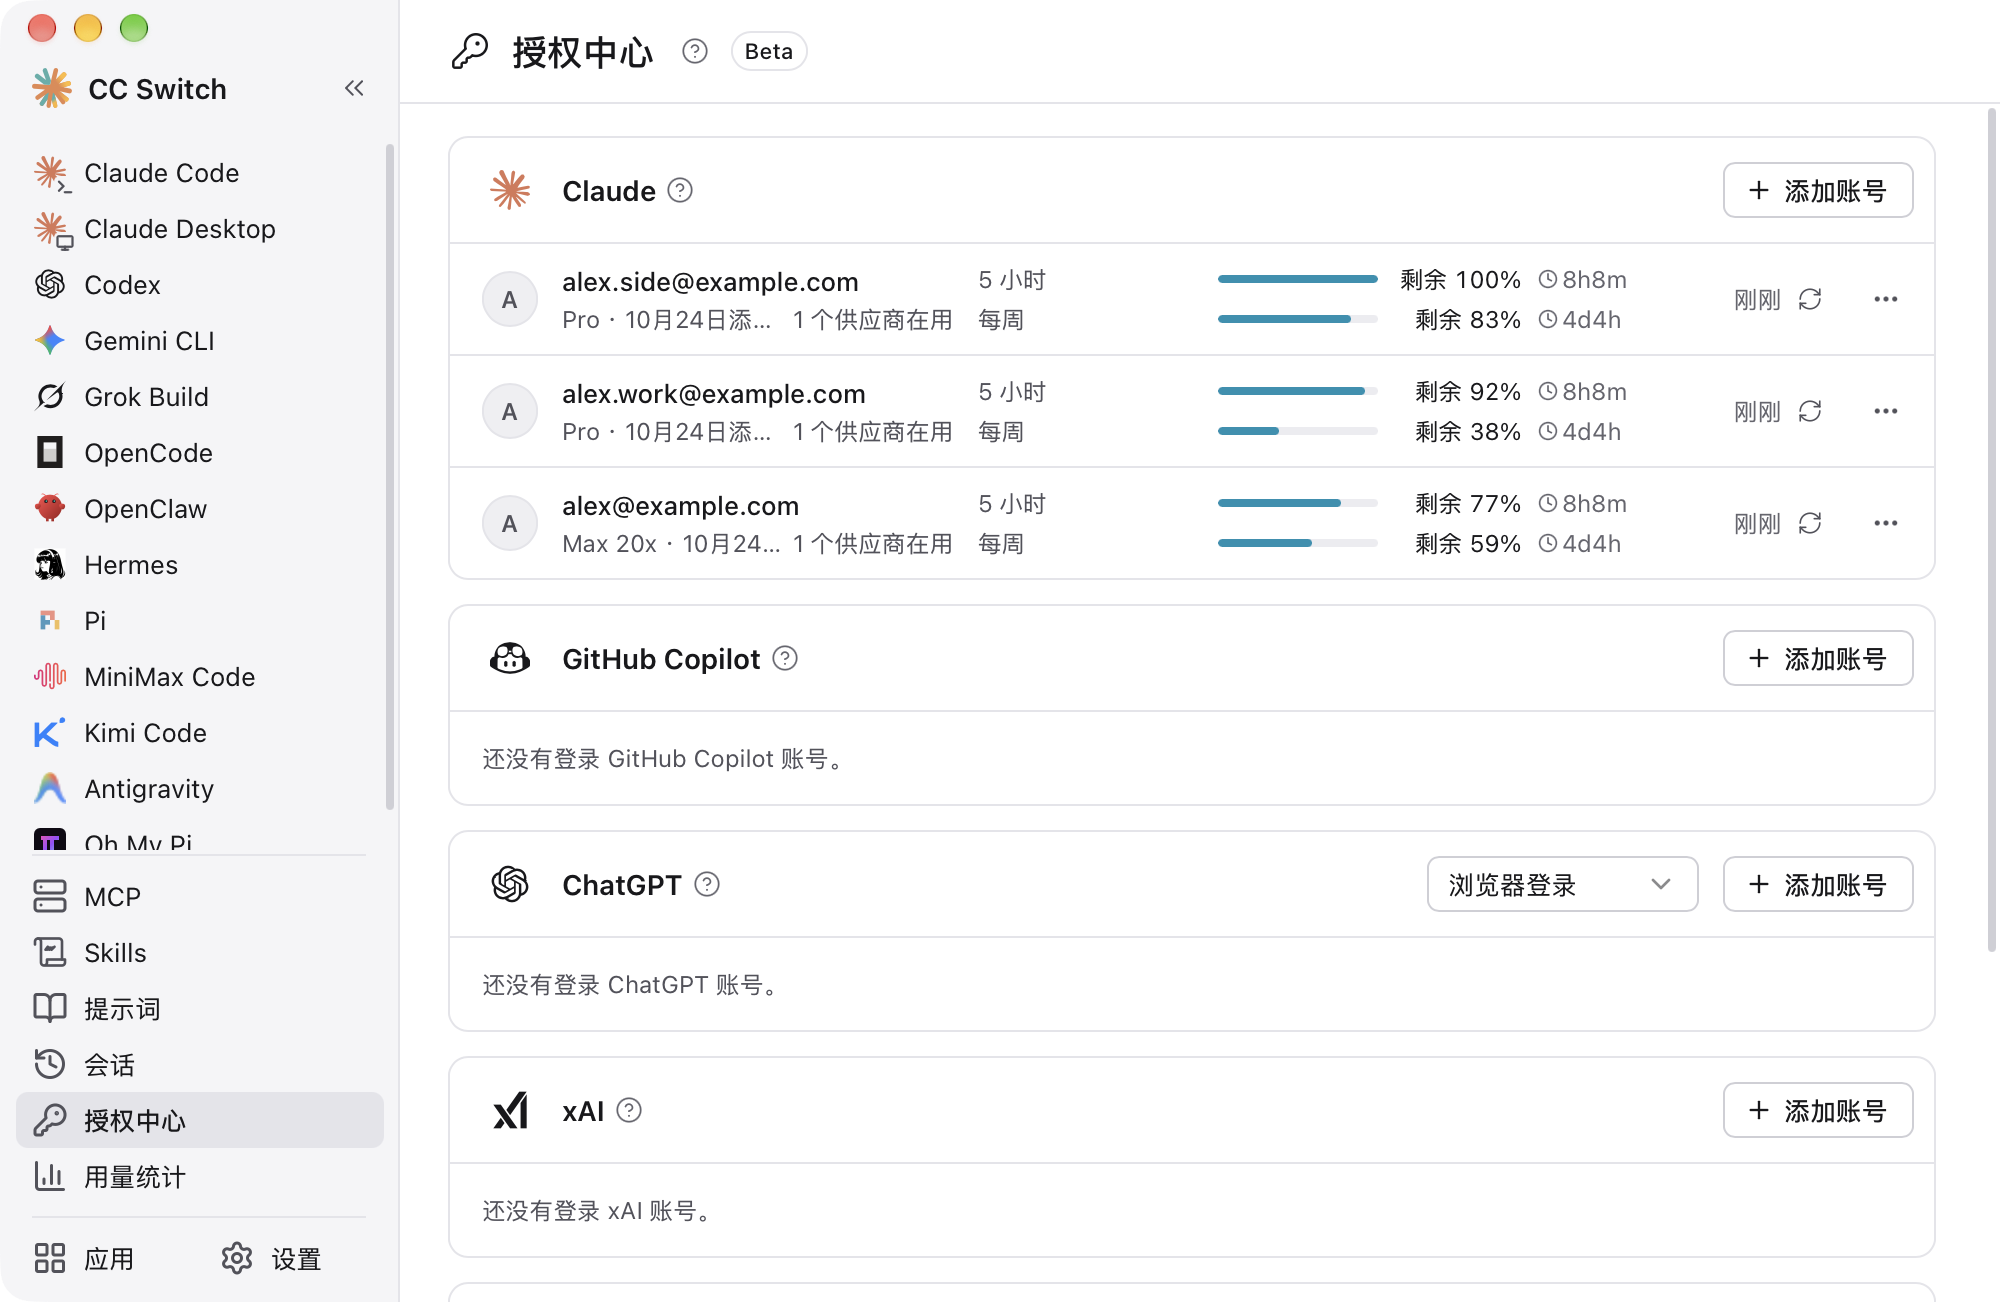 CC Switch
Claude Code
Claude Desktop
Codex
Gemini CLI
Grok Build
OpenCode
OpenClaw
Hermes
Pi
MiniMax Code
Kimi Code
Antigravity
Oh My Pi
MCP
Skills
提示词
会话
授权中心
用量统计
应用 设置
授权中心 Beta
Claude
+ 添加账号
A
alex.side@example.com
Pro · 10月24日添... 1 个供应商在用
5 小时 剩余 100% 8h8m
每周 剩余 83% 4d4h
刚刚
A
alex.work@example.com
Pro · 10月24日添... 1 个供应商在用
5 小时 剩余 92% 8h8m
每周 剩余 38% 4d4h
刚刚
A
alex@example.com
Max 20x · 10月24... 1 个供应商在用
5 小时 剩余 77% 8h8m
每周 剩余 59% 4d4h
刚刚
GitHub Copilot
+ 添加账号
还没有登录 GitHub Copilot 账号。
ChatGPT
浏览器登录
+ 添加账号
还没有登录 ChatGPT 账号。
xAI
+ 添加账号
还没有登录 xAI 账号。